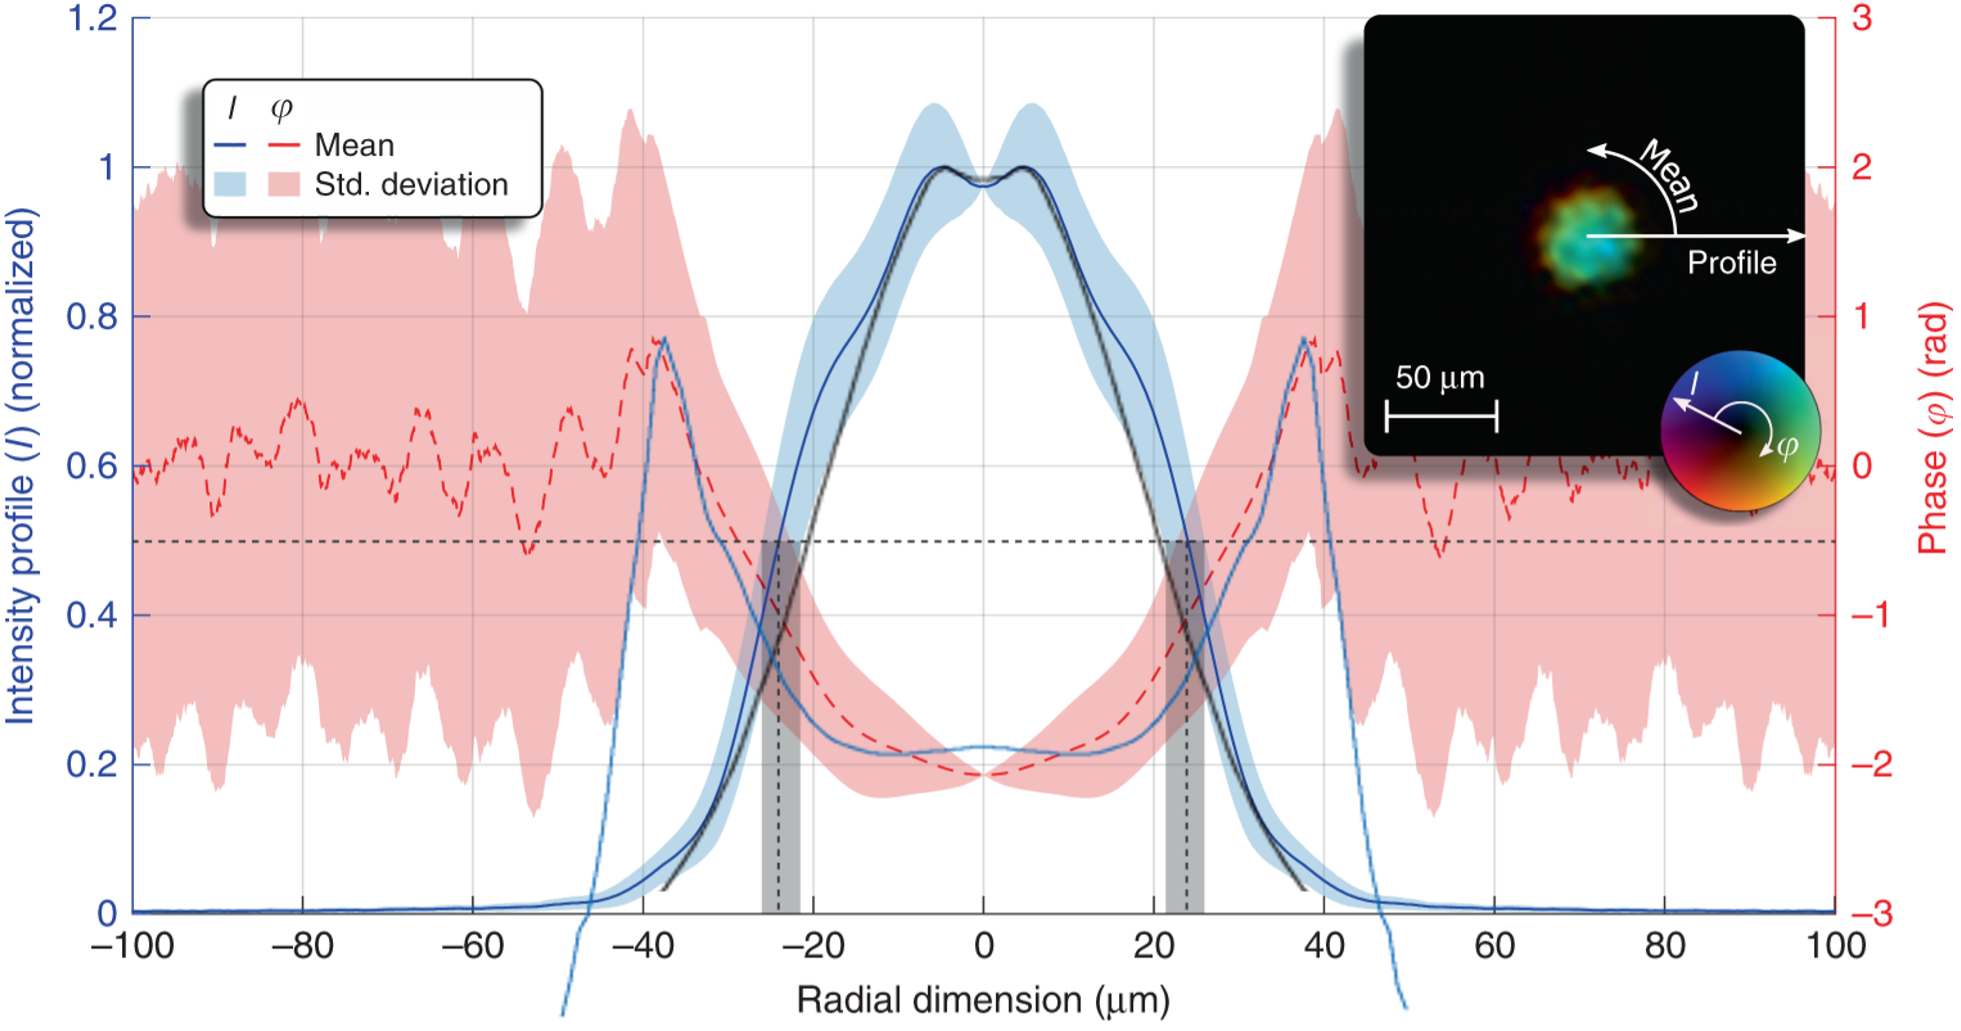 1.2
1
0.8
0.6
0.4
0.2
0
Intensity profile (I) (normalized)
I φ
Mean
Std. deviation
Mean
Profile
50 μm
I
φ
3
2
1
0
–1
–2
–3
Phase (φ) (rad)
–100 –80 –60 –40 –20 0 20 40 60 80 100
Radial dimension (μm)